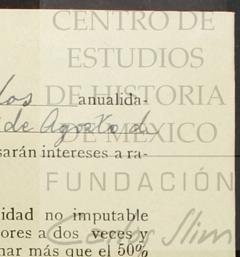 CENTRO DE
ESTUDIOS
dos anualida-
DE HISTORIA
de Agosto d
DE MÉXICO
sarán intereses a ra-
FUNDACIÓN
idad no imputable
ores a dos veces y
Carlos Slim
nar más que el 50%